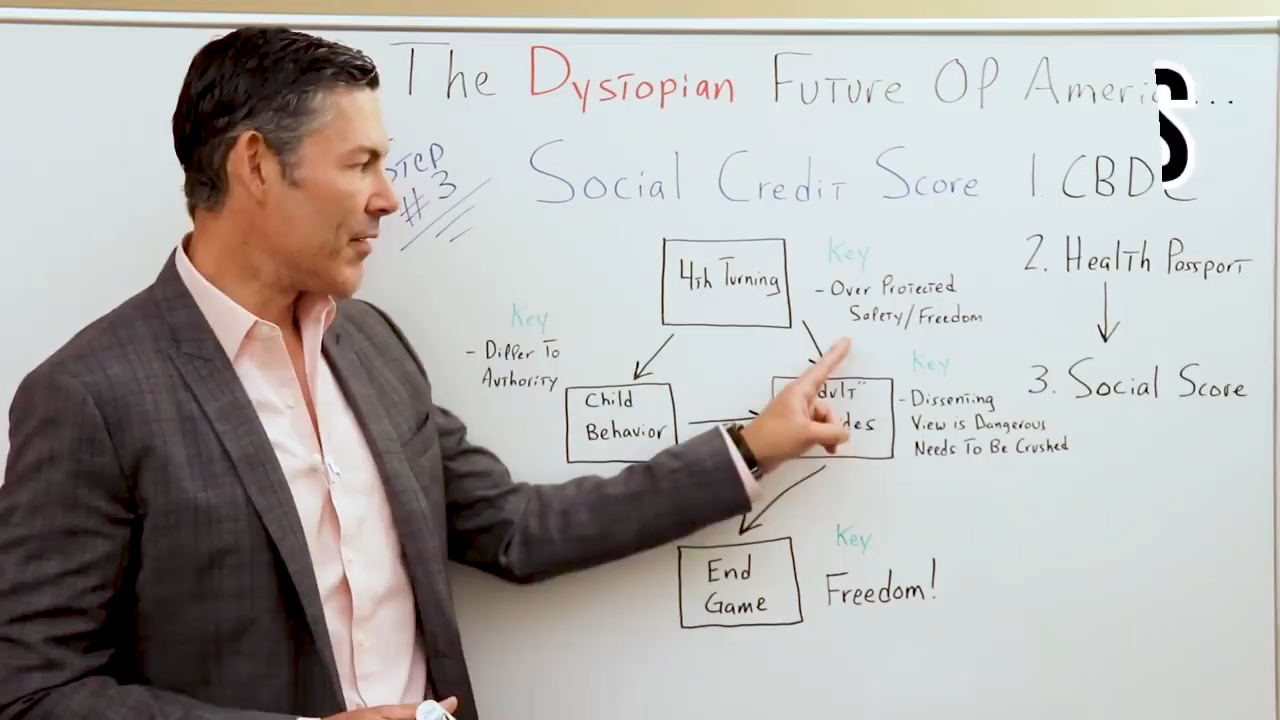 The Dystopian Future Of Ameri...
S
STEP
#3
Social Credit Score
1. CBDC
2. Health Passport
3. Social Score
4th Turning
Key
- Over Protected
Safety/Freedom
Key
- Differ To
Authority
Child
Behavior
Key
- Dissenting
View is Dangerous
Needs To Be Crushed
End
Game
Key
Freedom!